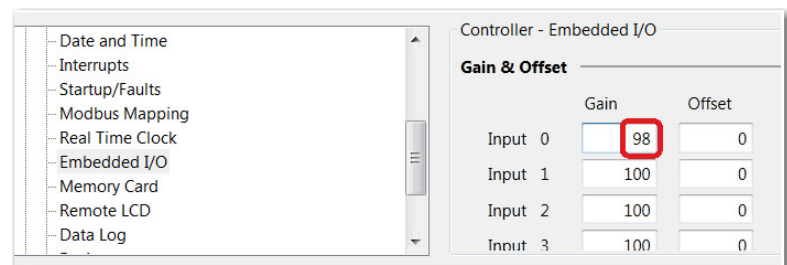 Date and Time
Interrupts
Startup/Faults
Modbus Mapping
Real Time Clock
Embedded I/O
Memory Card
Remote LCD
Data Log
Controller - Embedded I/O
Gain & Offset
Gain Offset
Input 0 98 0
Input 1 100 0
Input 2 100 0
Input 3 100 0